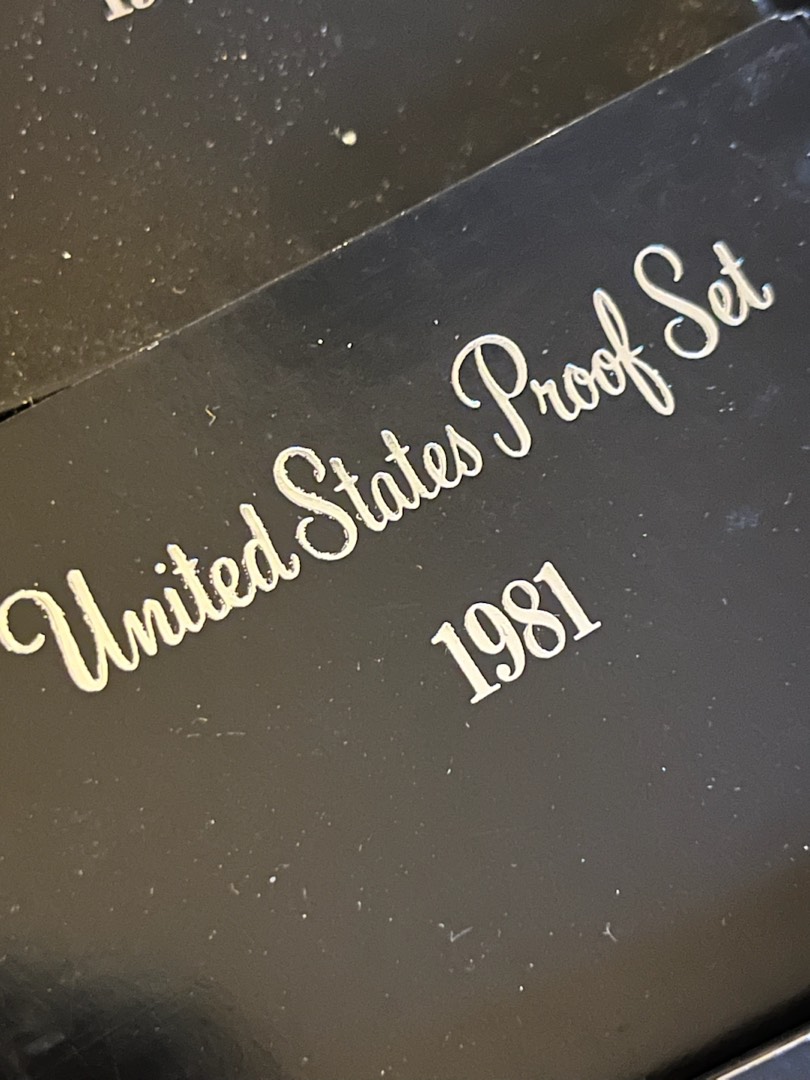 United States Proof Set
1981